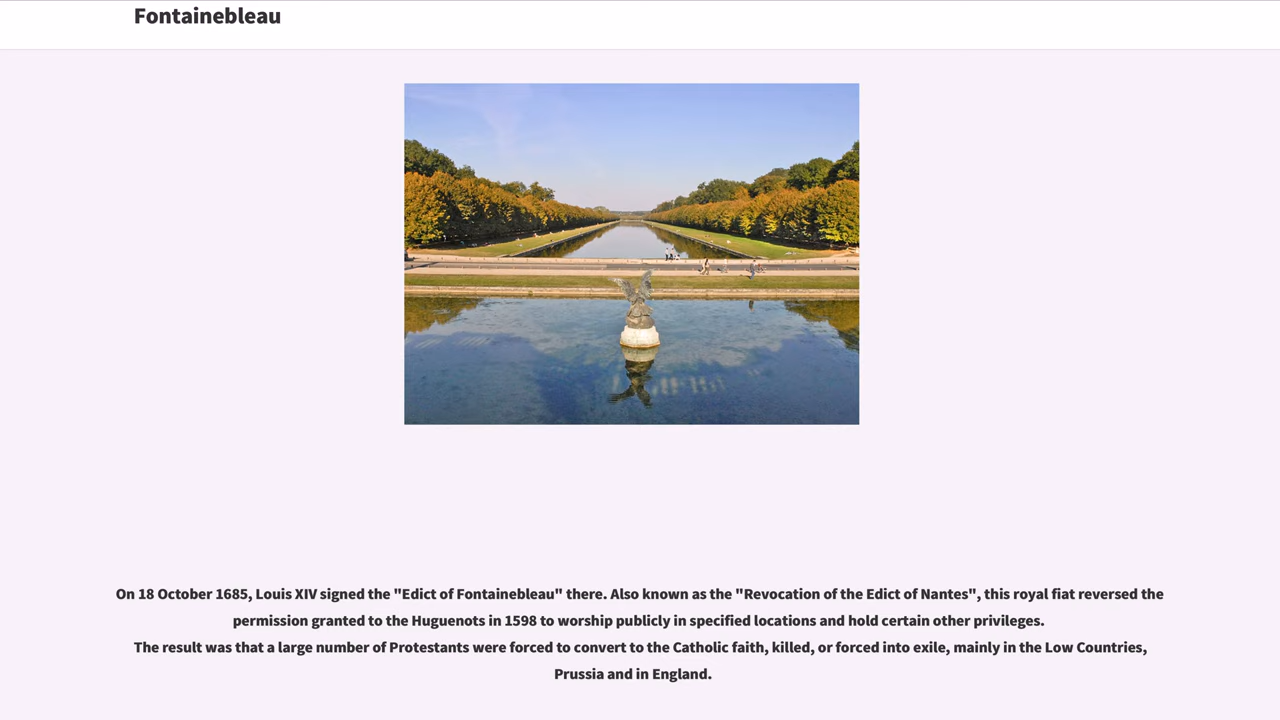 Fontainebleau
On 18 October 1685, Louis XIV signed the "Edict of Fontainebleau" there. Also known as the "Revocation of the Edict of Nantes", this royal fiat reversed the
permission granted to the Huguenots in 1598 to worship publicly in specified locations and hold certain other privileges.
The result was that a large number of Protestants were forced to convert to the Catholic faith, killed, or forced into exile, mainly in the Low Countries,
Prussia and in England.